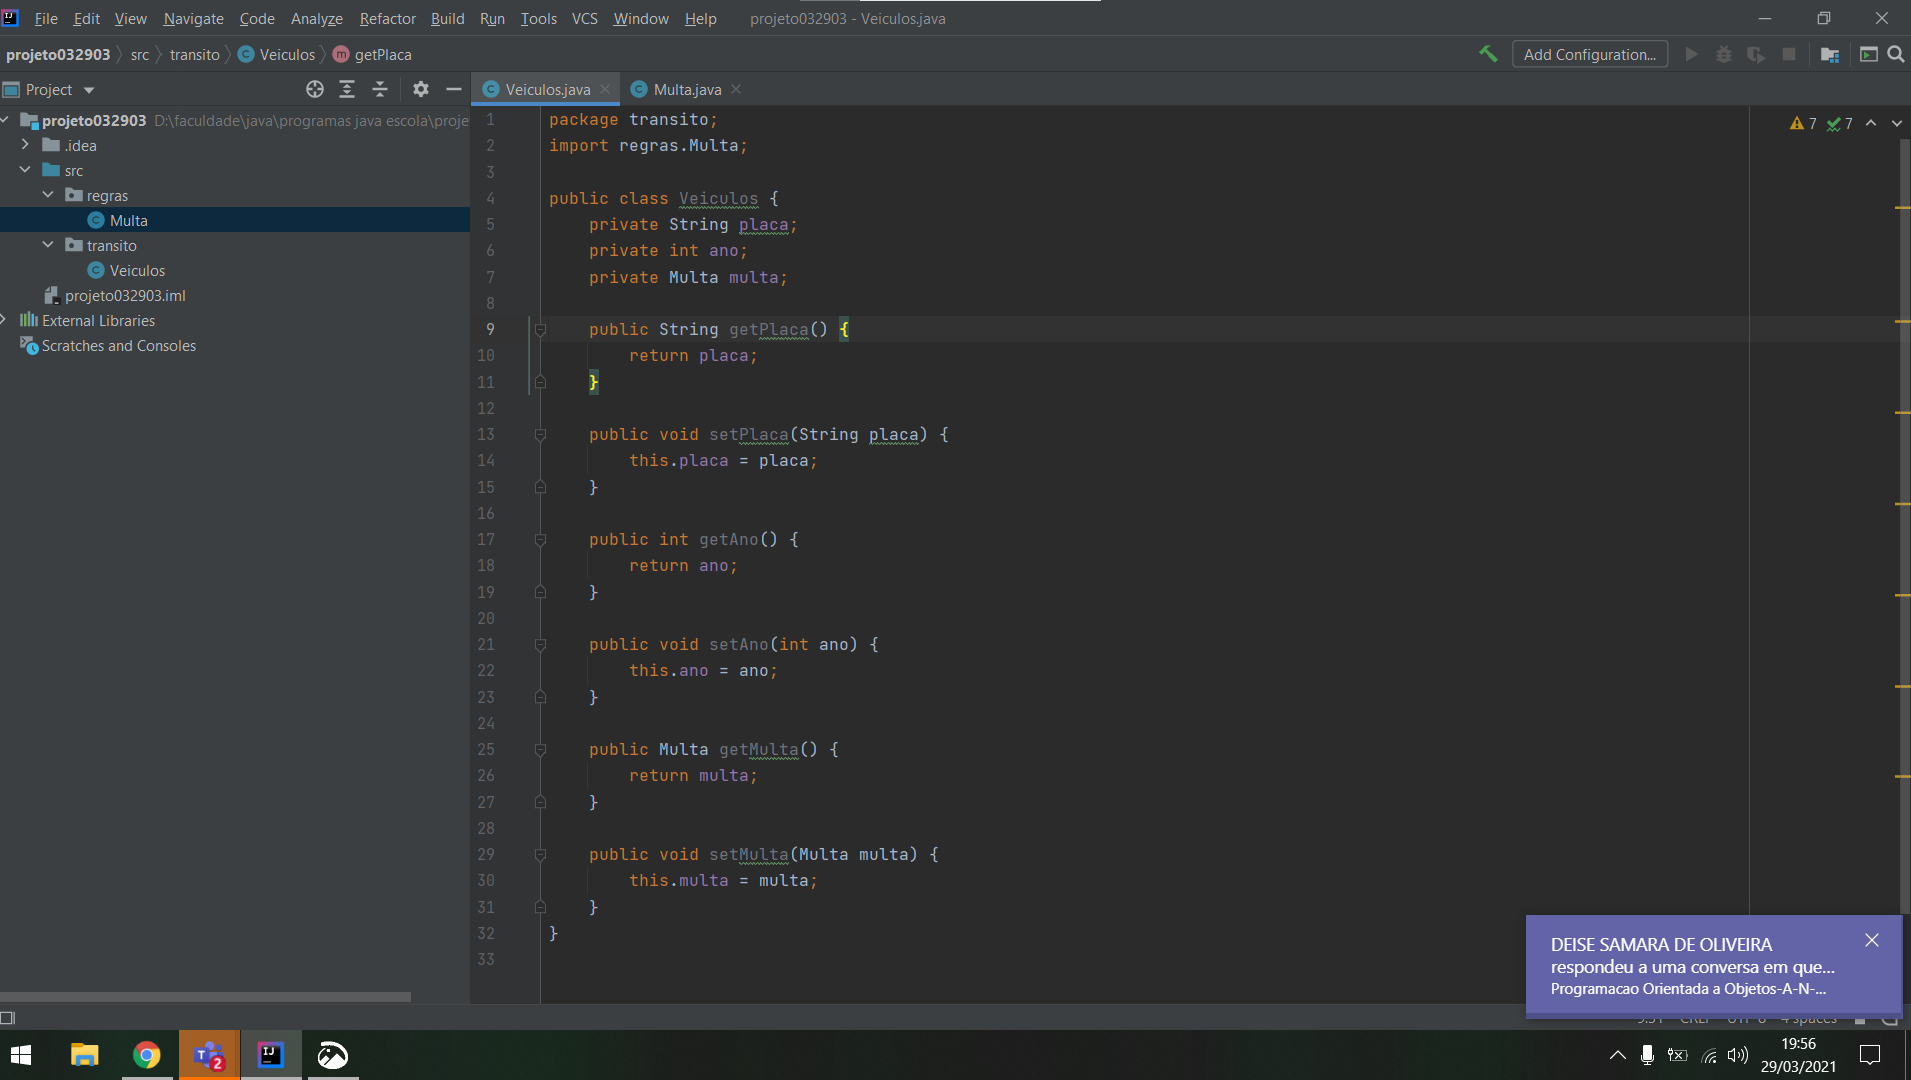 File Edit View Navigate Code Analyze Refactor Build Run Tools VCS Window Help projeto032903 - Veiculos.java
projeto032903 src transito Veiculos getPlaca Add Configuration...
Project
Veiculos.java Multa.java
projeto032903 D:\faculdade\java\programas java escola\proje
.idea
src
regras
Multa
transito
Veiculos
projeto032903.iml
External Libraries
Scratches and Consoles
7 7
1 package transito;
2 import regras.Multa;
3
4 public class Veiculos {
5 private String placa;
6 private int ano;
7 private Multa multa;
8
9 public String getPlaca() {
10 return placa;
11 }
12
13 public void setPlaca(String placa) {
14 this.placa = placa;
15 }
16
17 public int getAno() {
18 return ano;
19 }
20
21 public void setAno(int ano) {
22 this.ano = ano;
23 }
24
25 public Multa getMulta() {
26 return multa;
27 }
28
29 public void setMulta(Multa multa) {
30 this.multa = multa;
31 }
32 }
33
DEISE SAMARA DE OLIVEIRA
respondeu a uma conversa em que...
Programacao Orientada a Objetos-A-N-...
4 spaces
2
19:56
29/03/2021